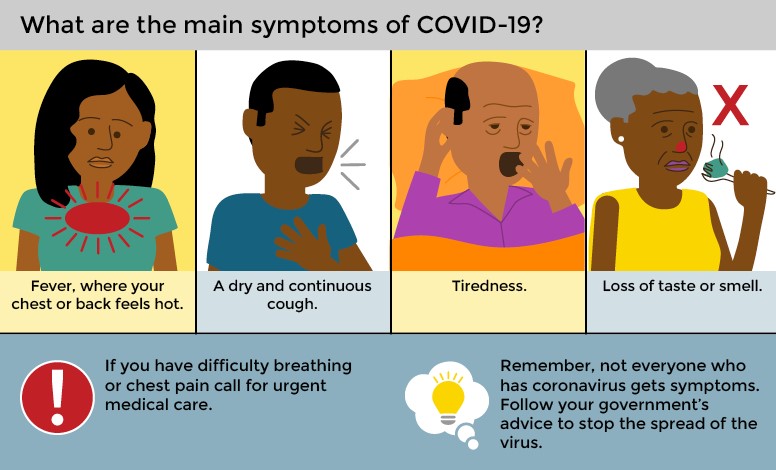 What are the main symptoms of COVID-19?
X
Fever, where your
chest or back feels hot.
A dry and continuous
cough.
Tiredness.
Loss of taste or smell.
!
If you have difficulty breathing
or chest pain call for urgent
medical care.
Remember, not everyone who
has coronavirus gets symptoms.
Follow your government's
advice to stop the spread of the
virus.